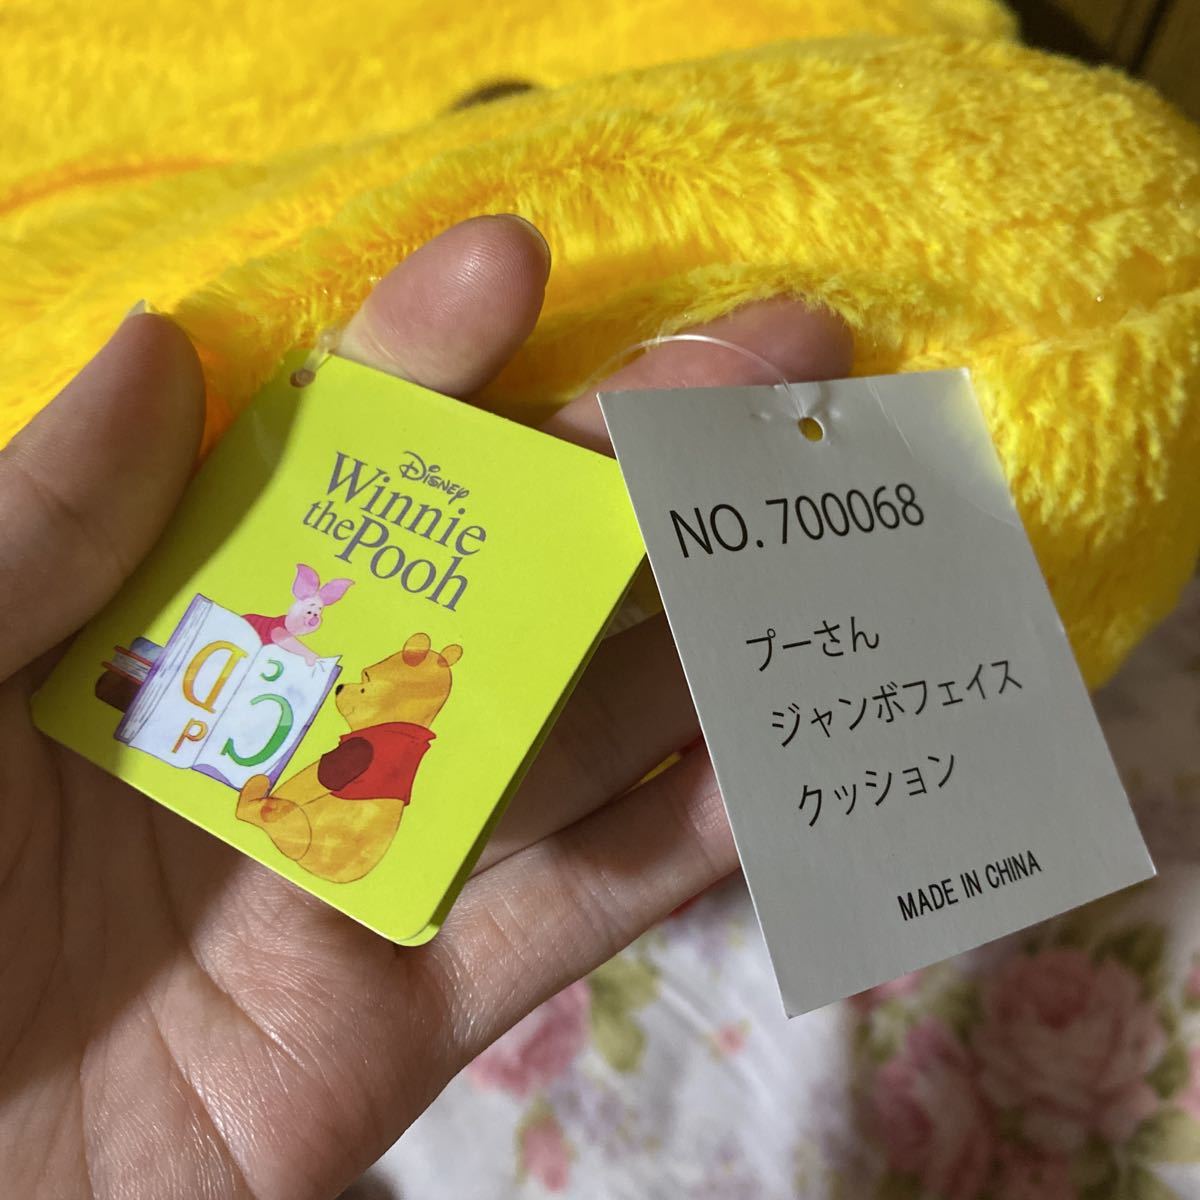 Disney
Winnie
the Pooh
D C
P C
NO.700068
プーさん
ジャンボフェイス
クッション
MADE IN CHINA